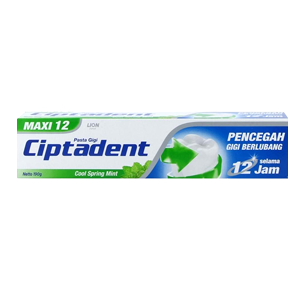 MAXI 12
LION
Pasta Gigi
Ciptadent
Cool Spring Mint
PENCEGAH
GIGI BERLUBANG
12 selama
Jam